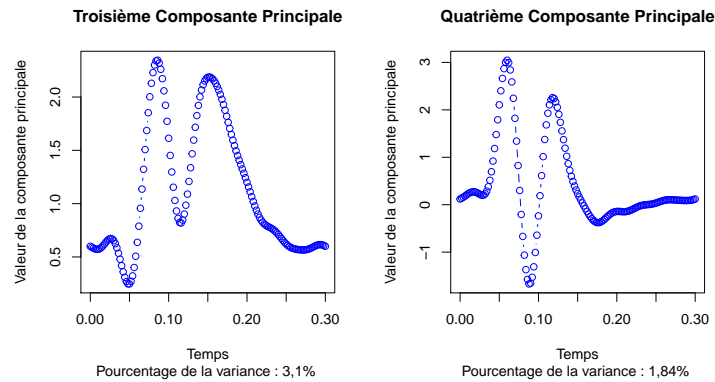 Troisième Composante Principale
Valeur de la composante principale
2.0
1.5
1.0
0.5
0.00
0.10
0.20
0.30
Temps
Pourcentage de la variance : 3,1%
Quatrième Composante Principale
Valeur de la composante principale
3
2
1
0
−1
0.00
0.10
0.20
0.30
Temps
Pourcentage de la variance : 1,84%